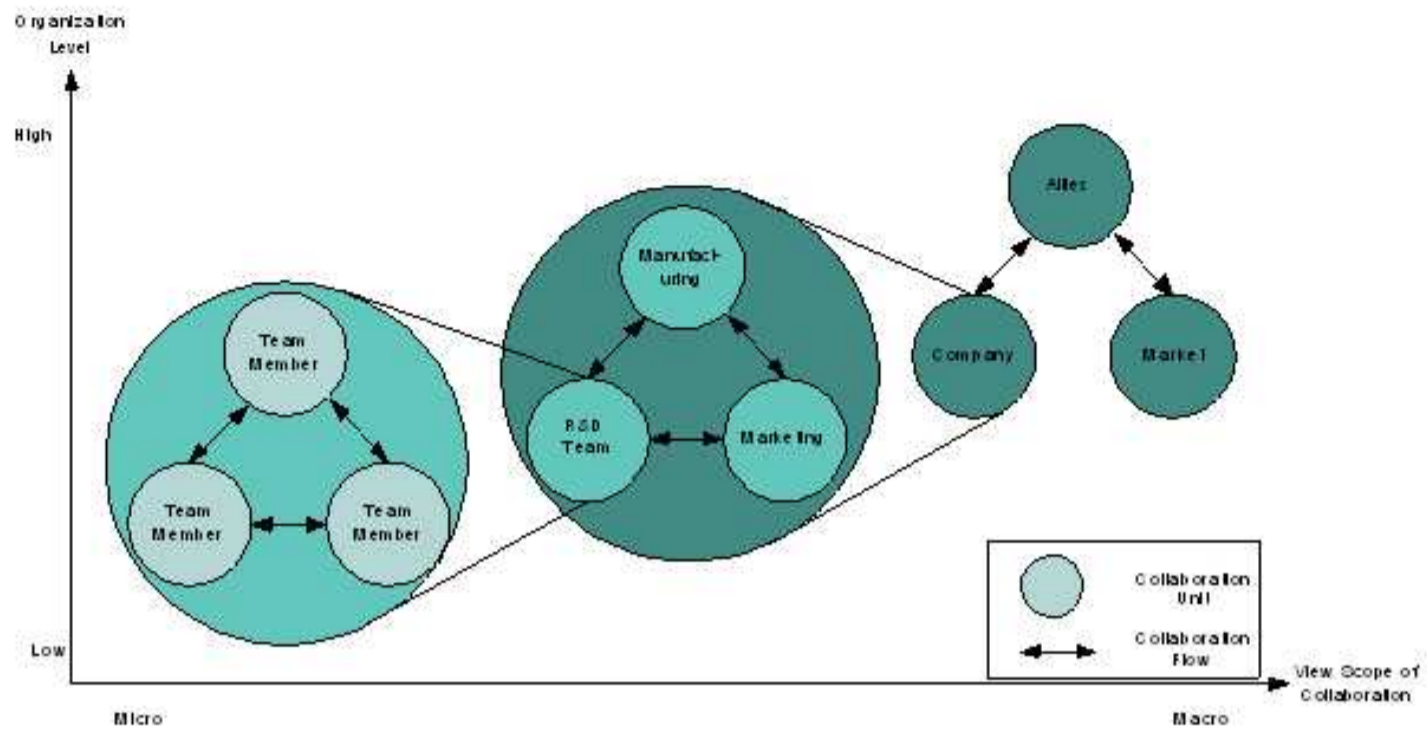 Organization
Level
High
Allies
Manufact-
uring
Company
Market
Team
Member
R&D
Team
Marketing
Team
Member
Team
Member
Collaboration
Unit
Collaboration
Flow
Low
View Scope of
Collaboration
Micro
Macro